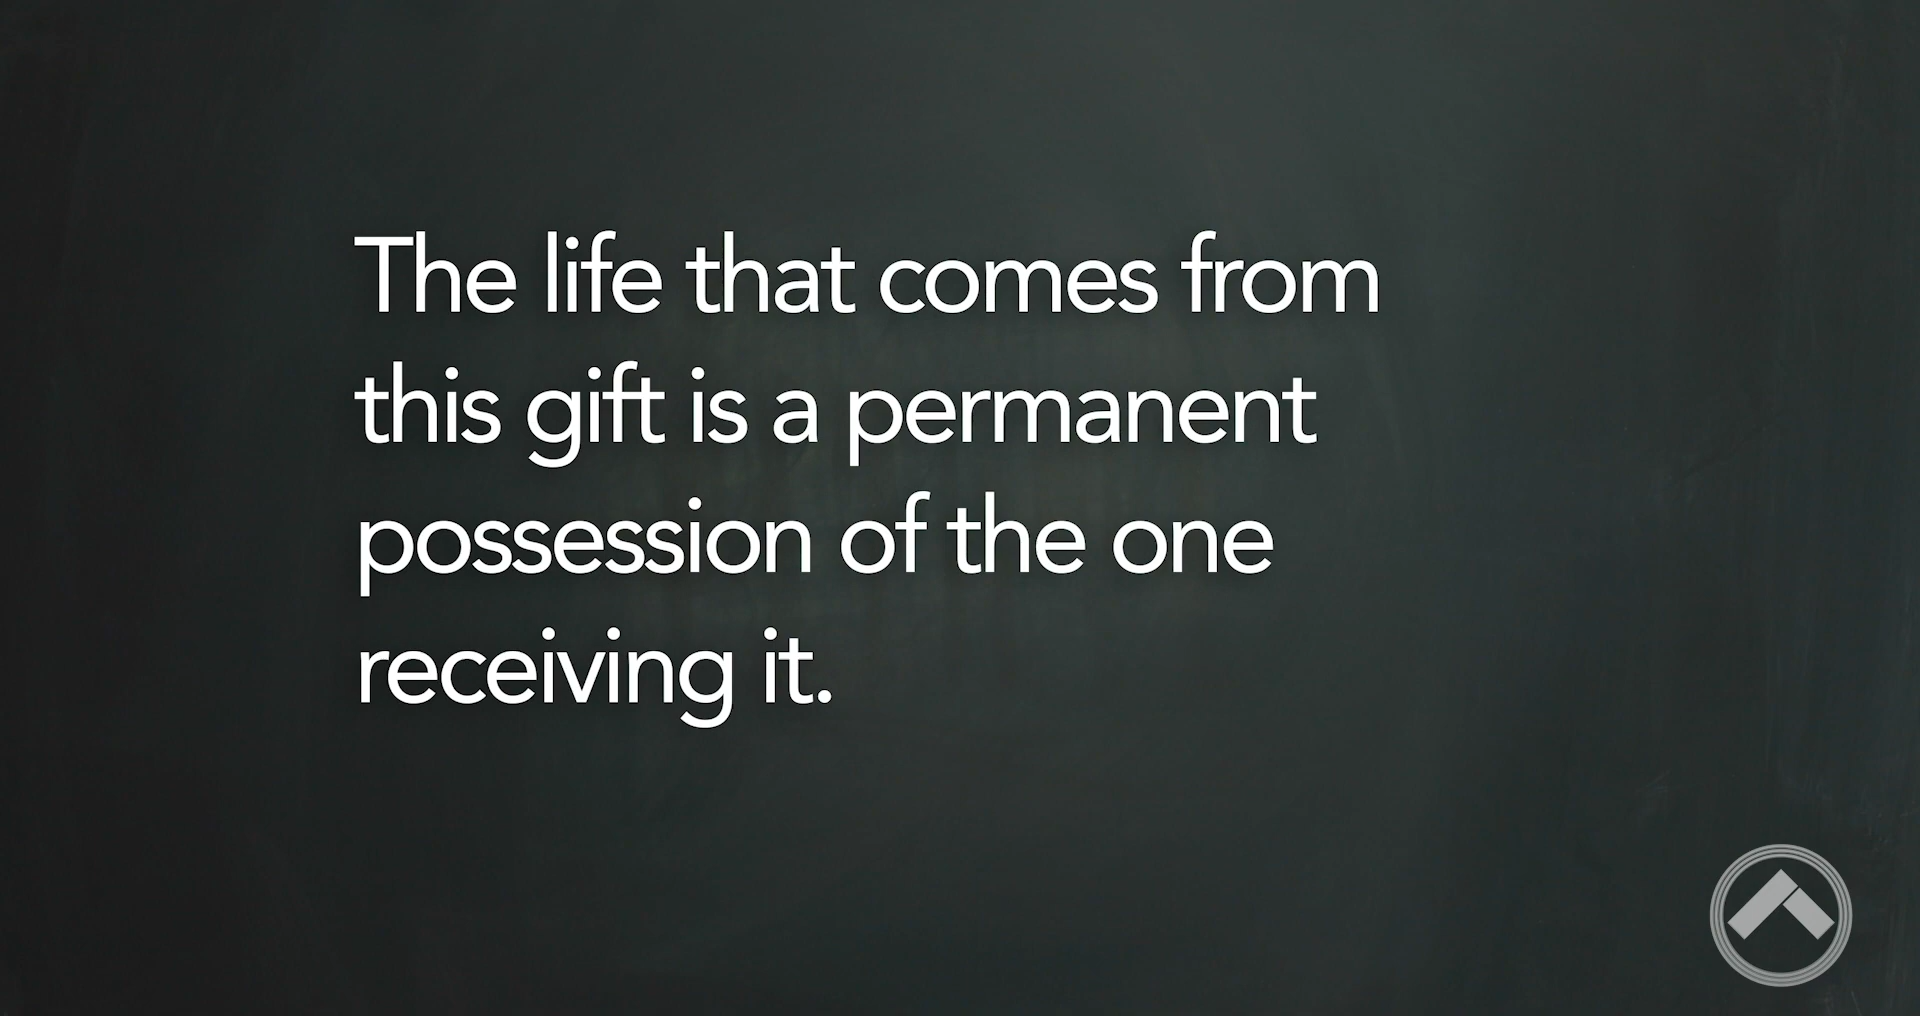 The life that comes from
this gift is a permanent
possession of the one
receiving it.